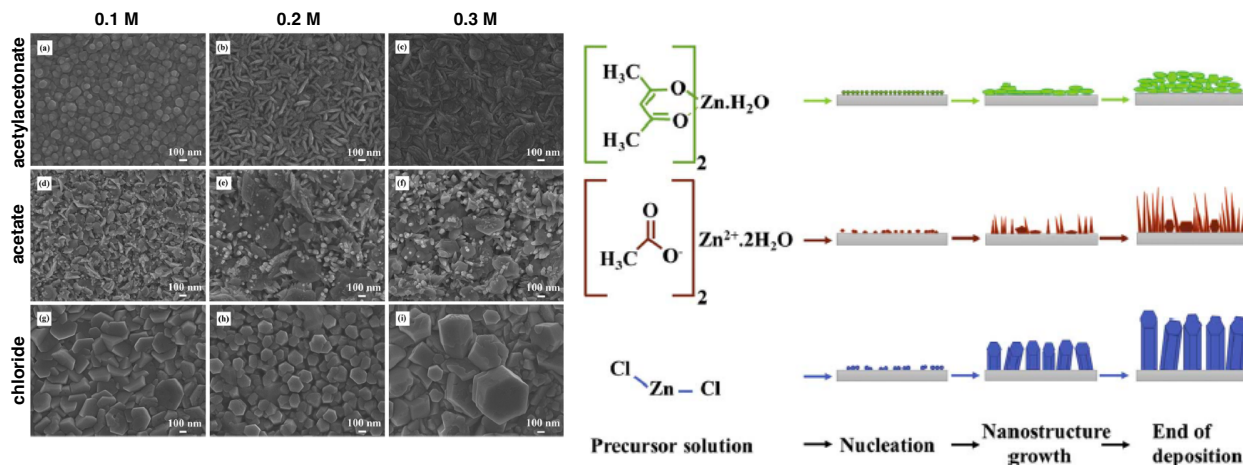 0.1 M 0.2 M 0.3 M
acetylacetonate
(a) 100 nm
(b) 100 nm
(c) 100 nm
acetate
(d) 100 nm
(e) 100 nm
(f) 100 nm
chloride
(g) 100 nm
(h) 100 nm
(i) 100 nm
H₃C
O
Zn.H₂O
O
H₃C
2
O
Zn²⁺.2H₂O
H₃C O⁻
2
Cl
Zn Cl
Precursor solution Nucleation Nanostructure growth End of deposition